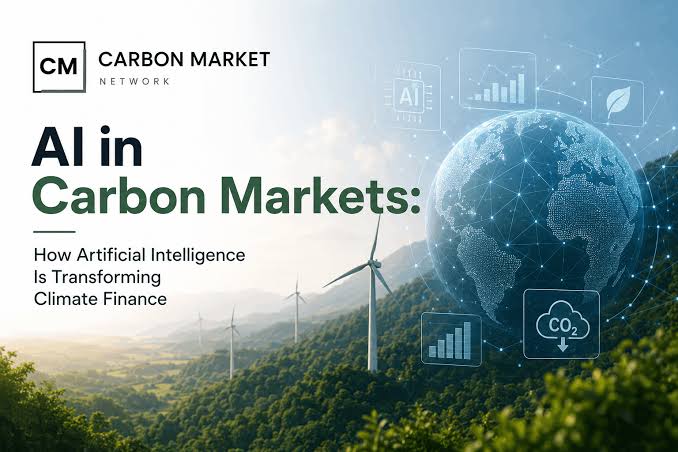 CM
CARBON MARKET
NETWORK
AI in
Carbon Markets:
How Artificial Intelligence
Is Transforming
Climate Finance
AI
CO₂